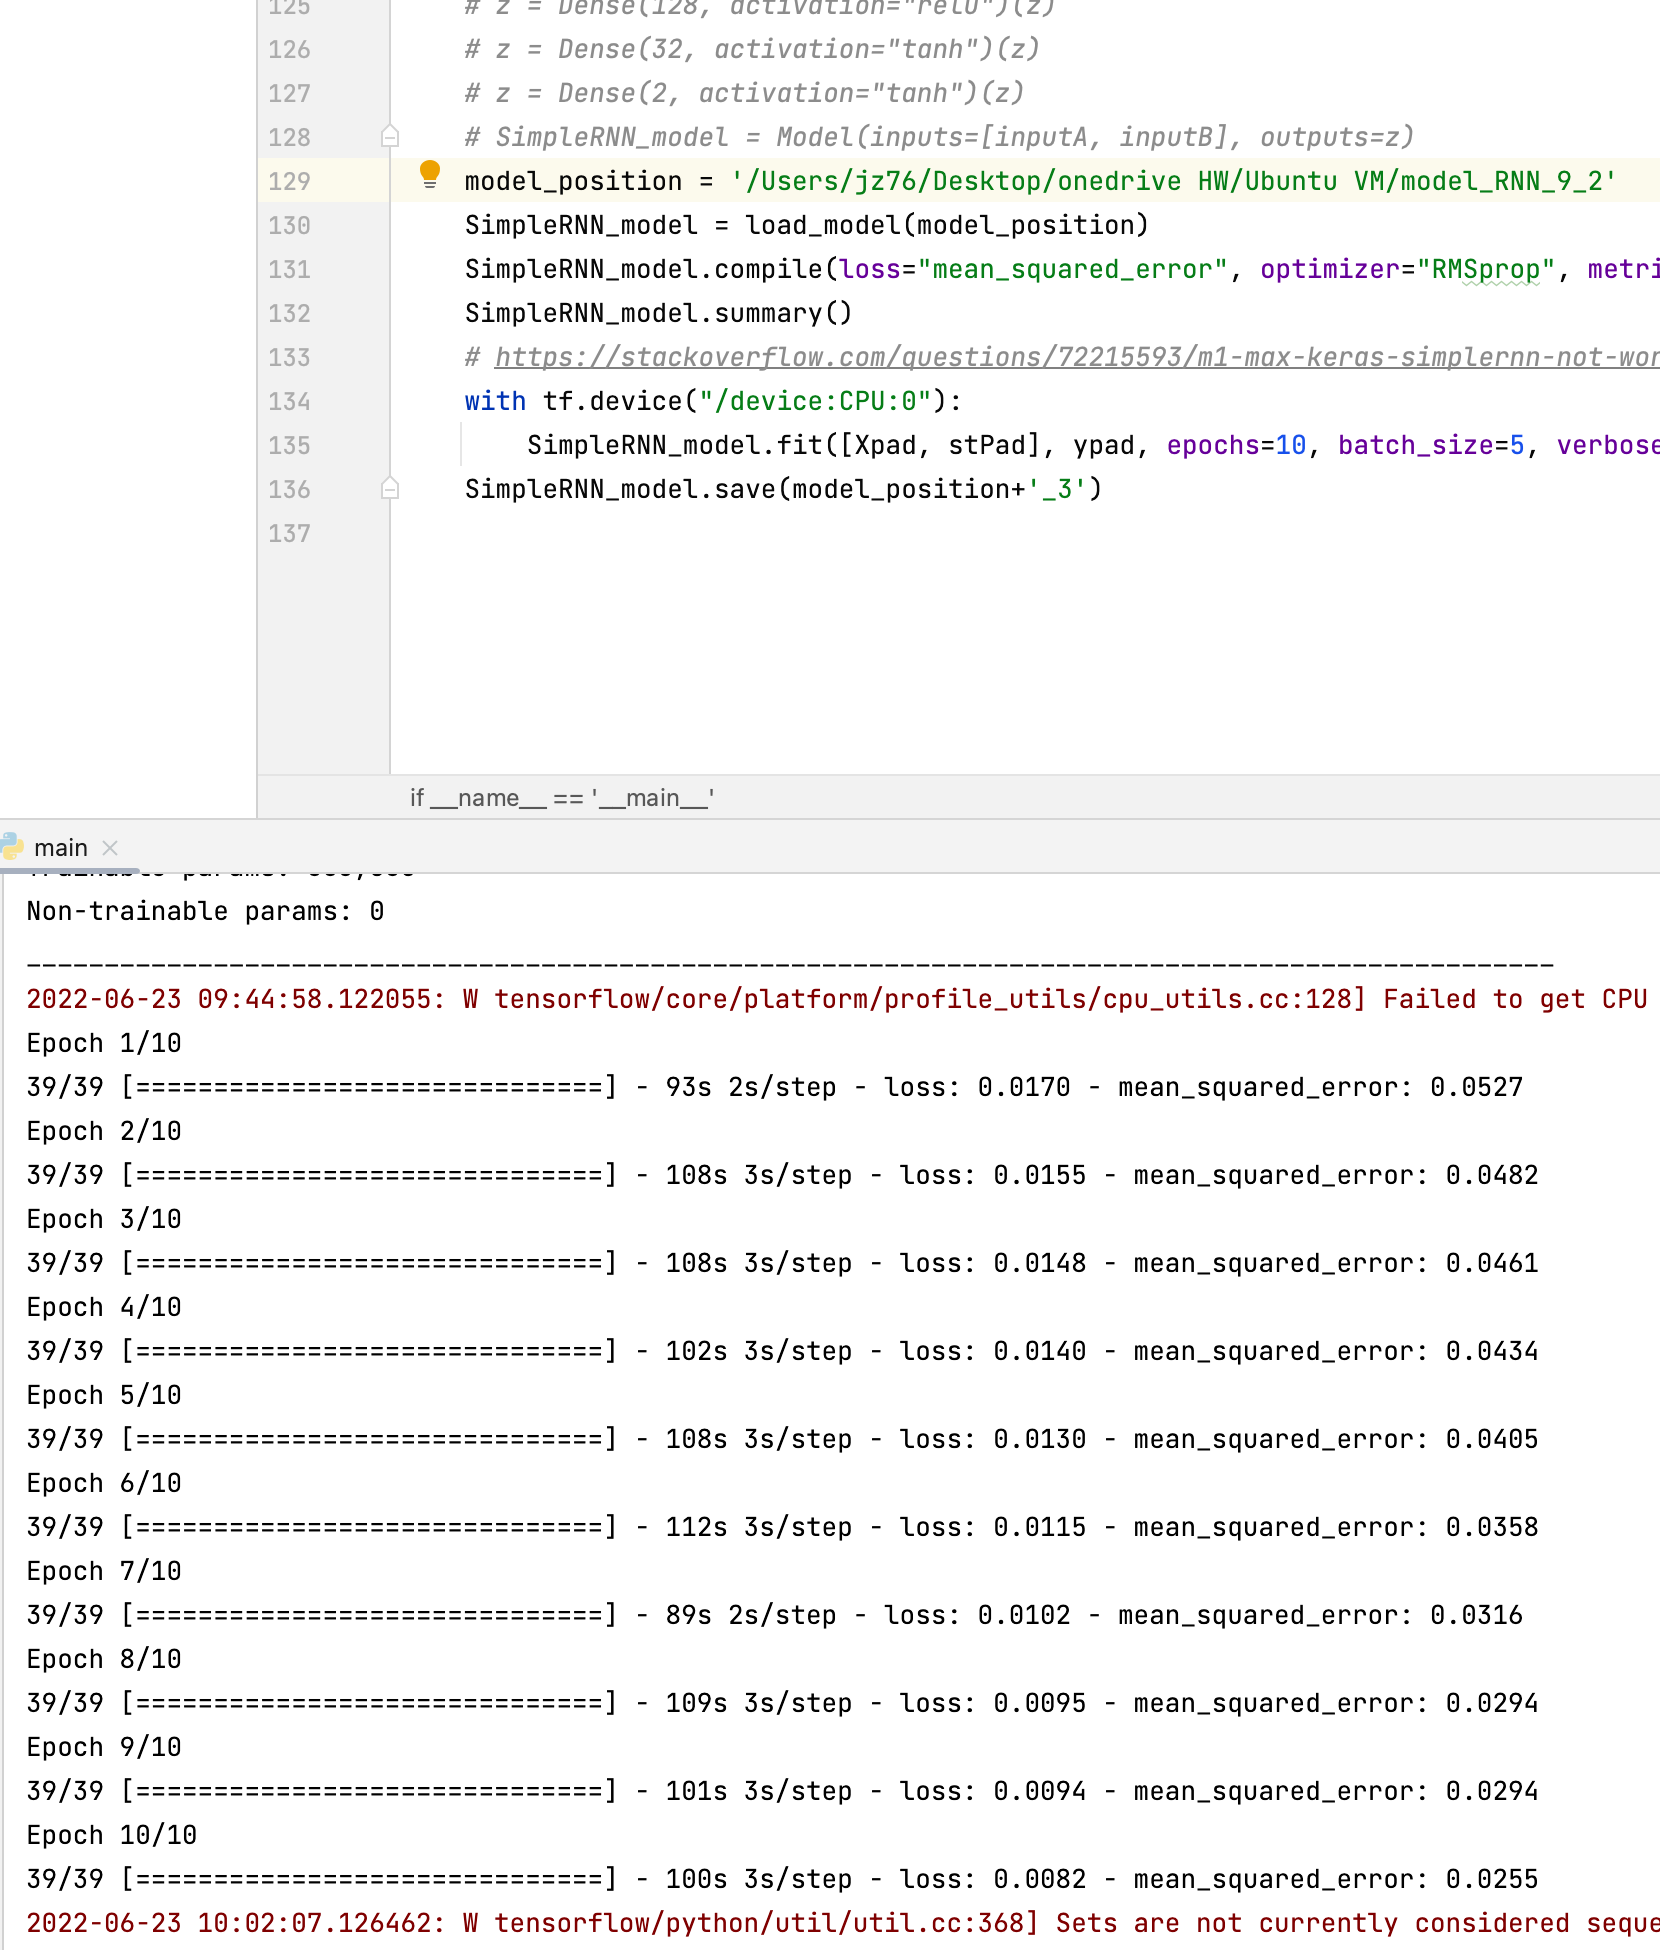 125 # z = Dense(128, activation="relu")(z)
126 # z = Dense(32, activation="tanh")(z)
127 # z = Dense(2, activation="tanh")(z)
128 # SimpleRNN_model = Model(inputs=[inputA, inputB], outputs=z)
129 model_position = '/Users/jz76/Desktop/onedrive HW/Ubuntu VM/model_RNN_9_2'
130 SimpleRNN_model = load_model(model_position)
131 SimpleRNN_model.compile(loss="mean_squared_error", optimizer="RMSprop", metri
132 SimpleRNN_model.summary()
133 # https://stackoverflow.com/questions/72215593/m1-max-keras-simplernn-not-wor
134 with tf.device("/device:CPU:0"):
135 SimpleRNN_model.fit([Xpad, stPad], ypad, epochs=10, batch_size=5, verbose
136 SimpleRNN_model.save(model_position+'_3')
137
if __name__ == '__main__'
main
Trainable params:
Non-trainable params: 0
__________________________________________________________________________________________________
2022-06-23 09:44:58.122055: W tensorflow/core/platform/profile_utils/cpu_utils.cc:128] Failed to get CPU
Epoch 1/10
39/39 [==============================] - 93s 2s/step - loss: 0.0170 - mean_squared_error: 0.0527
Epoch 2/10
39/39 [==============================] - 108s 3s/step - loss: 0.0155 - mean_squared_error: 0.0482
Epoch 3/10
39/39 [==============================] - 108s 3s/step - loss: 0.0148 - mean_squared_error: 0.0461
Epoch 4/10
39/39 [==============================] - 102s 3s/step - loss: 0.0140 - mean_squared_error: 0.0434
Epoch 5/10
39/39 [==============================] - 108s 3s/step - loss: 0.0130 - mean_squared_error: 0.0405
Epoch 6/10
39/39 [==============================] - 112s 3s/step - loss: 0.0115 - mean_squared_error: 0.0358
Epoch 7/10
39/39 [==============================] - 89s 2s/step - loss: 0.0102 - mean_squared_error: 0.0316
Epoch 8/10
39/39 [==============================] - 109s 3s/step - loss: 0.0095 - mean_squared_error: 0.0294
Epoch 9/10
39/39 [==============================] - 101s 3s/step - loss: 0.0094 - mean_squared_error: 0.0294
Epoch 10/10
39/39 [==============================] - 100s 3s/step - loss: 0.0082 - mean_squared_error: 0.0255
2022-06-23 10:02:07.126462: W tensorflow/python/util/util.cc:368] Sets are not currently considered seque